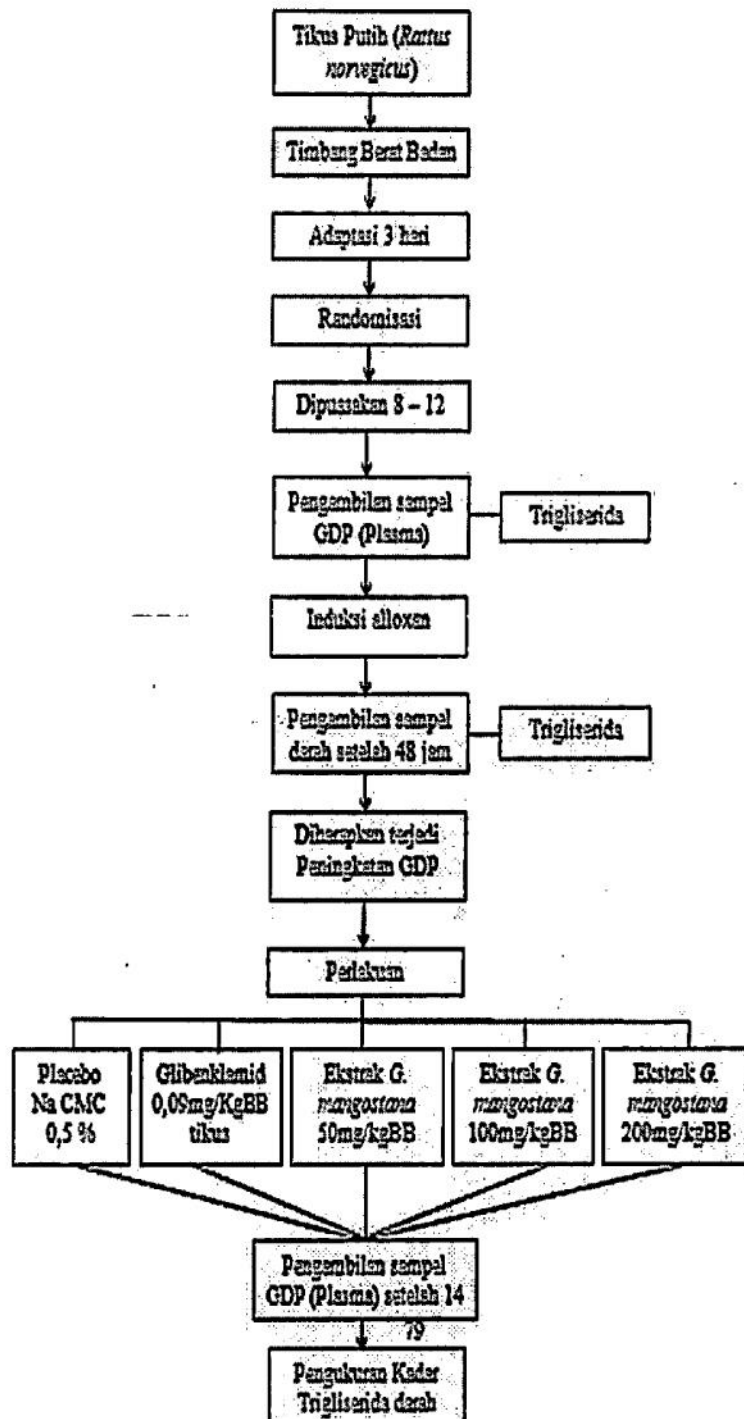 Tikus Putih (Rattus
norvegicus)
Timbang Berat Badan
Adaptasi 3 hari
Randomisasi
Dipuasakan 8 – 12
Pengambilan sampel
GDP (Plasma)
Trigliserida
Induksi alloxan
Pengambilan sampel
darah setelah 48 jam
Trigliserida
Diharapkan terjadi
Peningkatan GDP
Perlakuan
Placebo
Na CMC
0,5 %
Glibenklamid
0,09mg/KgBB
tikus
Ekstrak G.
mangostana
50mg/kgBB
Ekstrak G.
mangostana
100mg/kgBB
Ekstrak G.
mangostana
200mg/kgBB
Pengambilan sampel
GDP (Plasma) setelah 14
79
Pengukuran Kadar
Trigliserida darah